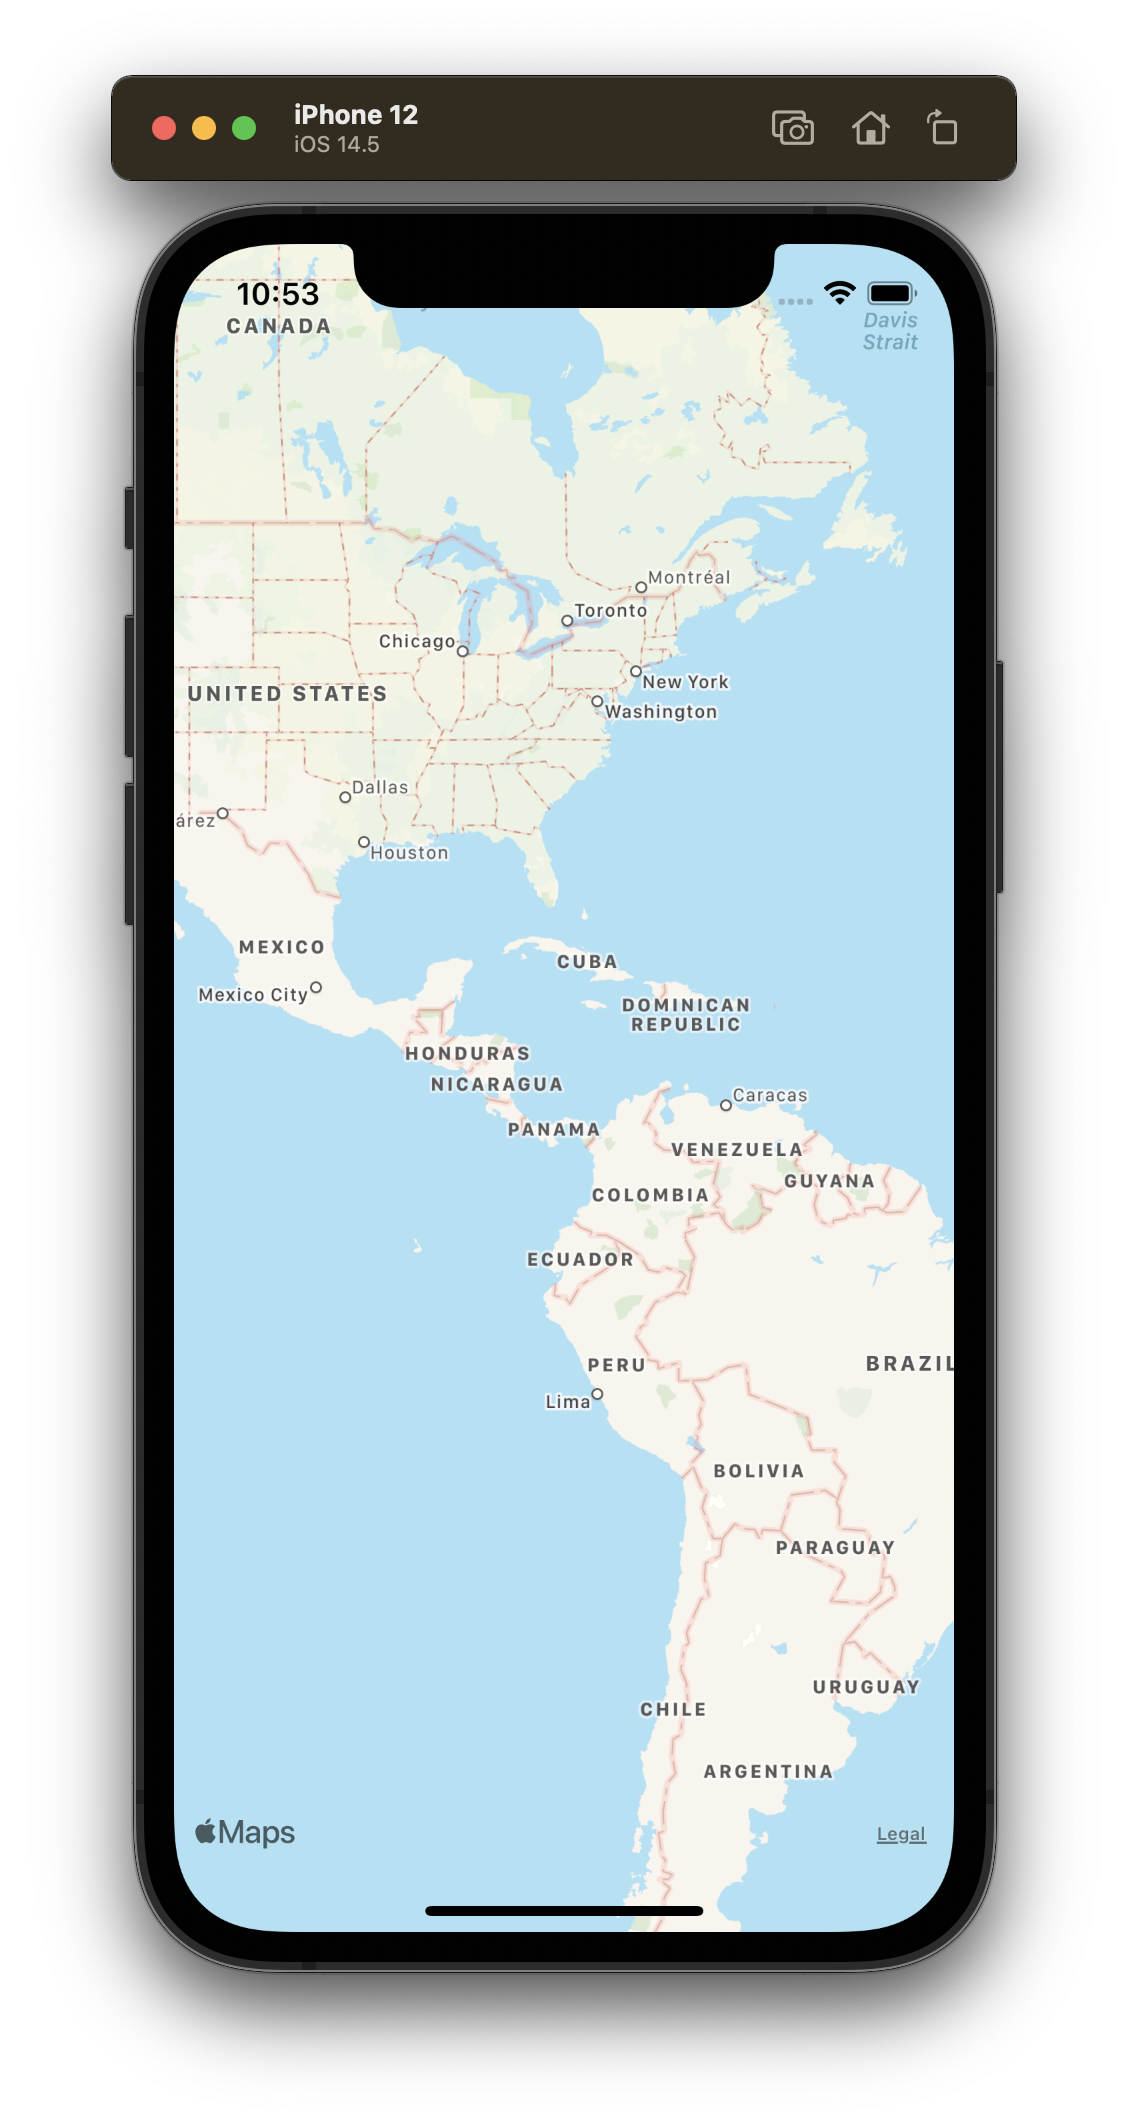 iPhone 12
iOS 14.5
10:53
Davis
Strait
CANADA
Montréal
Toronto
Chicago
New York
UNITED STATES
Washington
Dallas
árez
Houston
MEXICO
CUBA
Mexico City
DOMINICAN
REPUBLIC
HONDURAS
NICARAGUA
Caracas
PANAMA
VENEZUELA
GUYANA
COLOMBIA
ECUADOR
BRAZIL
PERU
Lima
BOLIVIA
PARAGUAY
URUGUAY
CHILE
ARGENTINA
Maps
Legal